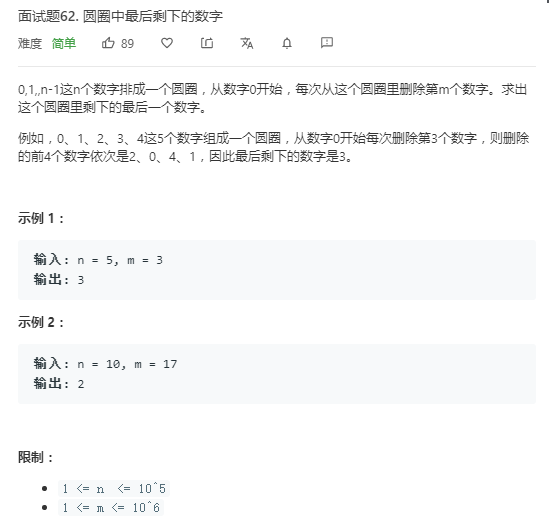 面试题62. 圆圈中最后剩下的数字
难度 简单 89
0,1,,n-1这n个数字排成一个圆圈，从数字0开始，每次从这个圆圈里删除第m个数字。求出
这个圆圈里剩下的最后一个数字。
例如，0、1、2、3、4这5个数字组成一个圆圈，从数字0开始每次删除第3个数字，则删除
的前4个数字依次是2、0、4、1，因此最后剩下的数字是3。
示例 1：
输入: n = 5, m = 3
输出: 3
示例 2：
输入: n = 10, m = 17
输出: 2
限制：
1 <= n <= 10^5
1 <= m <= 10^6